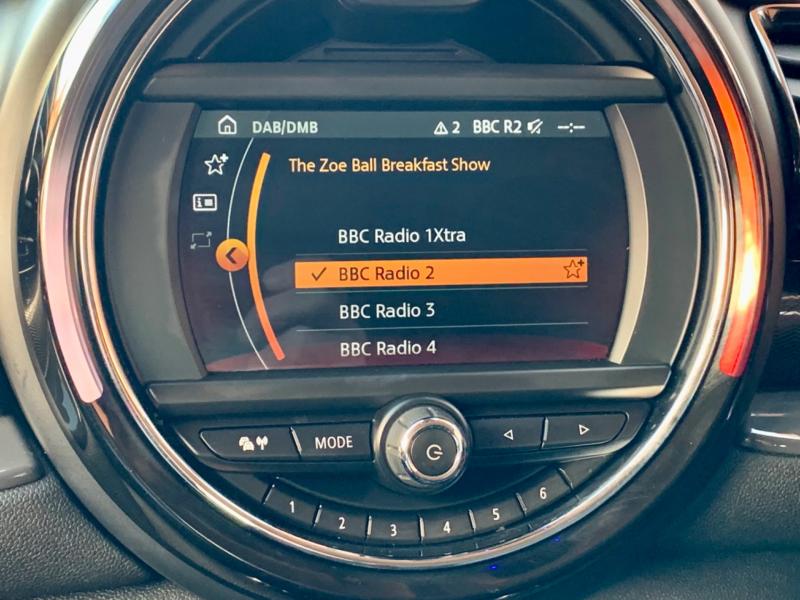 DAB/DMB 2 BBC R2 --:--
The Zoe Ball Breakfast Show
BBC Radio 1Xtra
BBC Radio 2
BBC Radio 3
BBC Radio 4
MODE
1 2 3 4 5 6